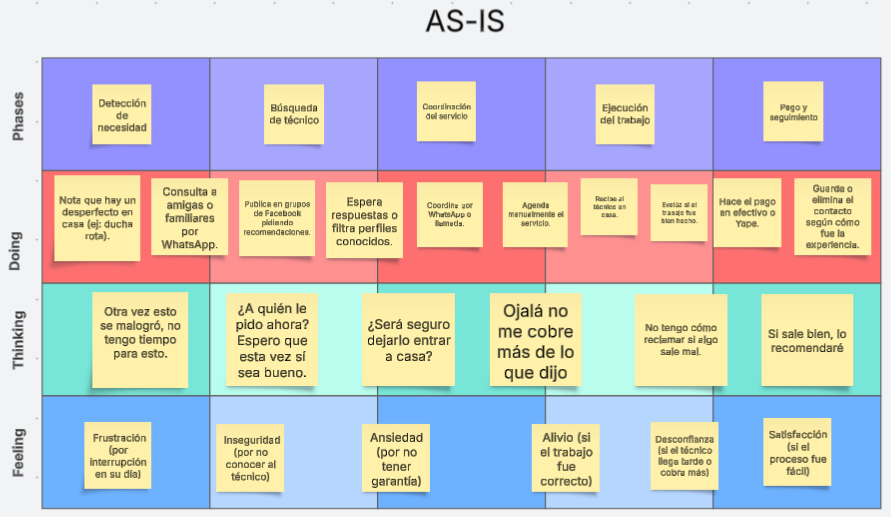 AS-IS
Phases
Detección
de
necesidad
Búsqueda
de técnico
Coordinación
del servicio
Ejecución
del trabajo
Pago y
seguimiento
Doing
Nota que hay un
desperfecto en
casa (ej: ducha
rota).
Consulta a
amigas o
familiares
por
WhatsApp.
Publica en grupos
de Facebook
pidiendo
recomendaciones.
Espera
respuestas o
filtra perfiles
conocidos.
Coordina por
WhatsApp o
llamada.
Agenda
manualmente el
servicio.
Recibe al
técnico en
casa.
Evalúa si el
trabajo fue
bien hecho.
Hace el pago
en efectivo o
Yape.
Guarda o
elimina el
contacto
según cómo
fue la
experiencia.
Thinking
Otra vez esto
se malogró, no
tengo tiempo
para esto.
¿A quién le
pido ahora?
Espero que
esta vez sí
sea bueno.
¿Será seguro
dejarlo entrar
a casa?
Ojalá no
me cobre
más de lo
que dijo
No tengo cómo
reclamar si algo
sale mal.
Si sale bien, lo
recomendaré
Feeling
Frustración
(por
interrupción
en su día)
Inseguridad
(por no
conocer al
técnico)
Ansiedad
(por no
tener
garantía)
Alivio (si
el trabajo
fue
correcto)
Desconfianza
(si el técnico
llega tarde o
cobra más)
Satisfacción
(si el
proceso fue
fácil)